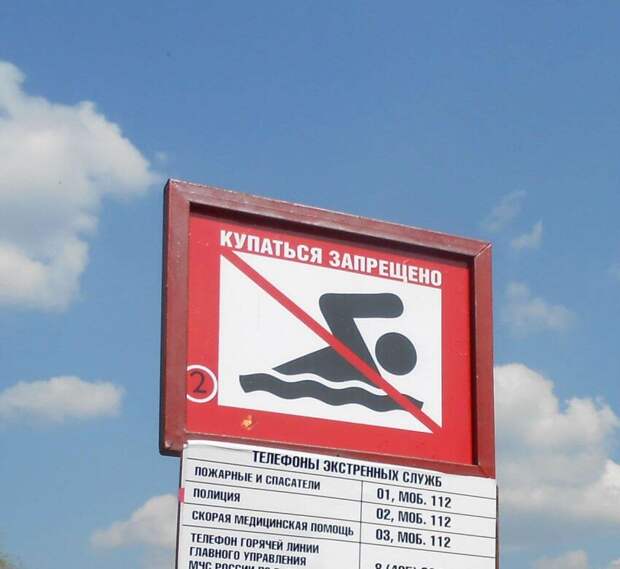 КУПАТЬСЯ ЗАПРЕЩЕНО
2
ТЕЛЕФОНЫ ЭКСТРЕННЫХ СЛУЖБ
ПОЖАРНЫЕ И СПАСАТЕЛИ 01, МОБ. 112
ПОЛИЦИЯ 02, МОБ. 112
СКОРАЯ МЕДИЦИНСКАЯ ПОМОЩЬ 03, МОБ. 112
ТЕЛЕФОН ГОРЯЧЕЙ ЛИНИИ
ГЛАВНОГО УПРАВЛЕНИЯ
МЧС РОССИИ ПО